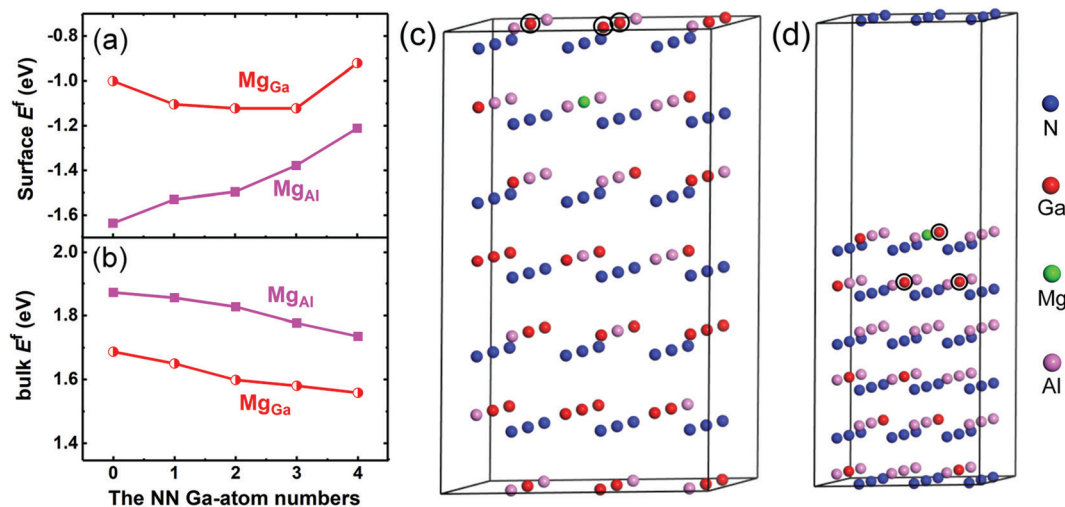 (a)
-0.8
-1.0
-1.2
-1.4
-1.6
Surface E^f (eV)
Mg_Ga
Mg_Al
(b)
2.0
1.8
1.6
1.4
bulk E^f (eV)
Mg_Al
Mg_Ga
0 1 2 3 4
The NN Ga-atom numbers
(c)
(d)
N
Ga
Mg
Al